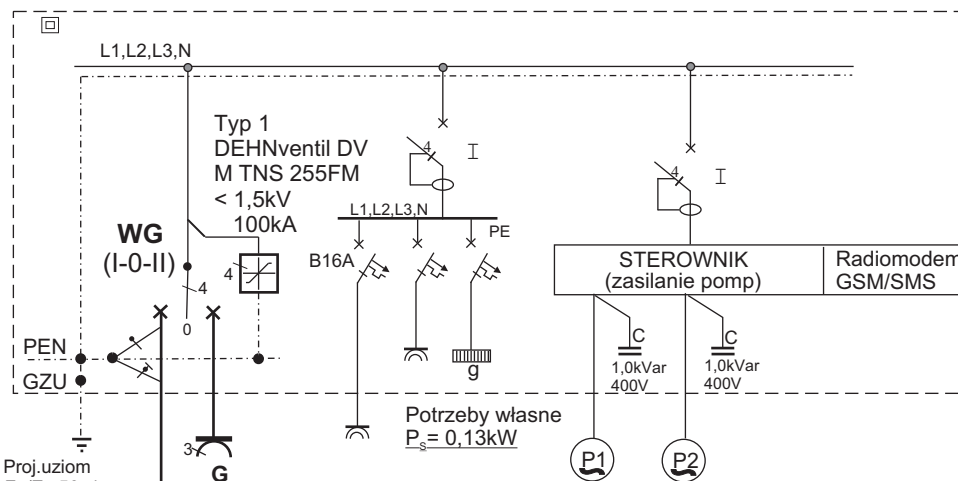 L1,L2,L3,N
Typ 1
DEHNventil DV
M TNS 255FM
< 1,5kV
100kA
WG
(I-0-II)
4
4
0
PEN
GZU
3
G
Proj.uziom
4
I
L1,L2,L3,N
PE
B16A
g
Potrzeby własne
Ps= 0,13kW
4
I
STEROWNIK
(zasilanie pomp)
Radiomodem
GSM/SMS
C
1,0kVar
400V
C
1,0kVar
400V
P1
P2